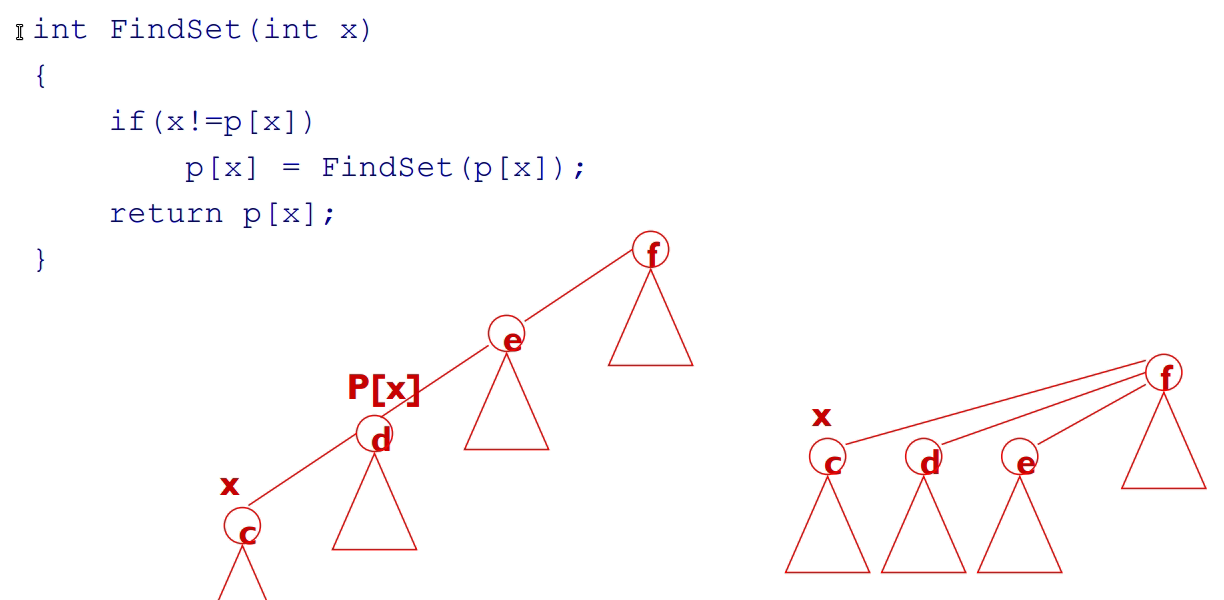 int FindSet(int x)
{
if(x!=p[x])
p[x] = FindSet(p[x]);
return p[x];
}
f
e
P[x]
d
x
c
f
x
c d e